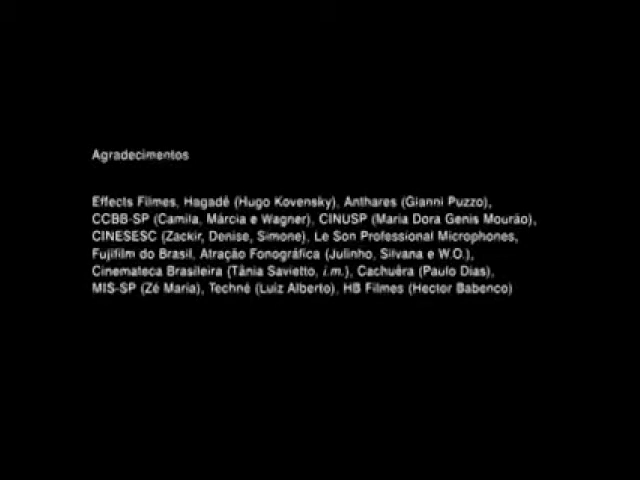 Agradecimentos
Effects Filmes, Hagadê (Hugo Kovensky), Anthares (Gianni Puzzo),
CCBB-SP (Camila, Márcia e Wagner), CINUSP (Maria Dora Genis Mourão),
CINESESC (Zackir, Denise, Simone), Le Son Professional Microphones,
Fujifilm do Brasil, Atração Fonográfica (Julinho, Silvana e W.O.),
Cinemateca Brasileira (Tânia Savietto, i.m.), Cachuêra (Paulo Dias),
MIS-SP (Zé Maria), Techné (Luiz Alberto), HB Filmes (Hector Babenco)